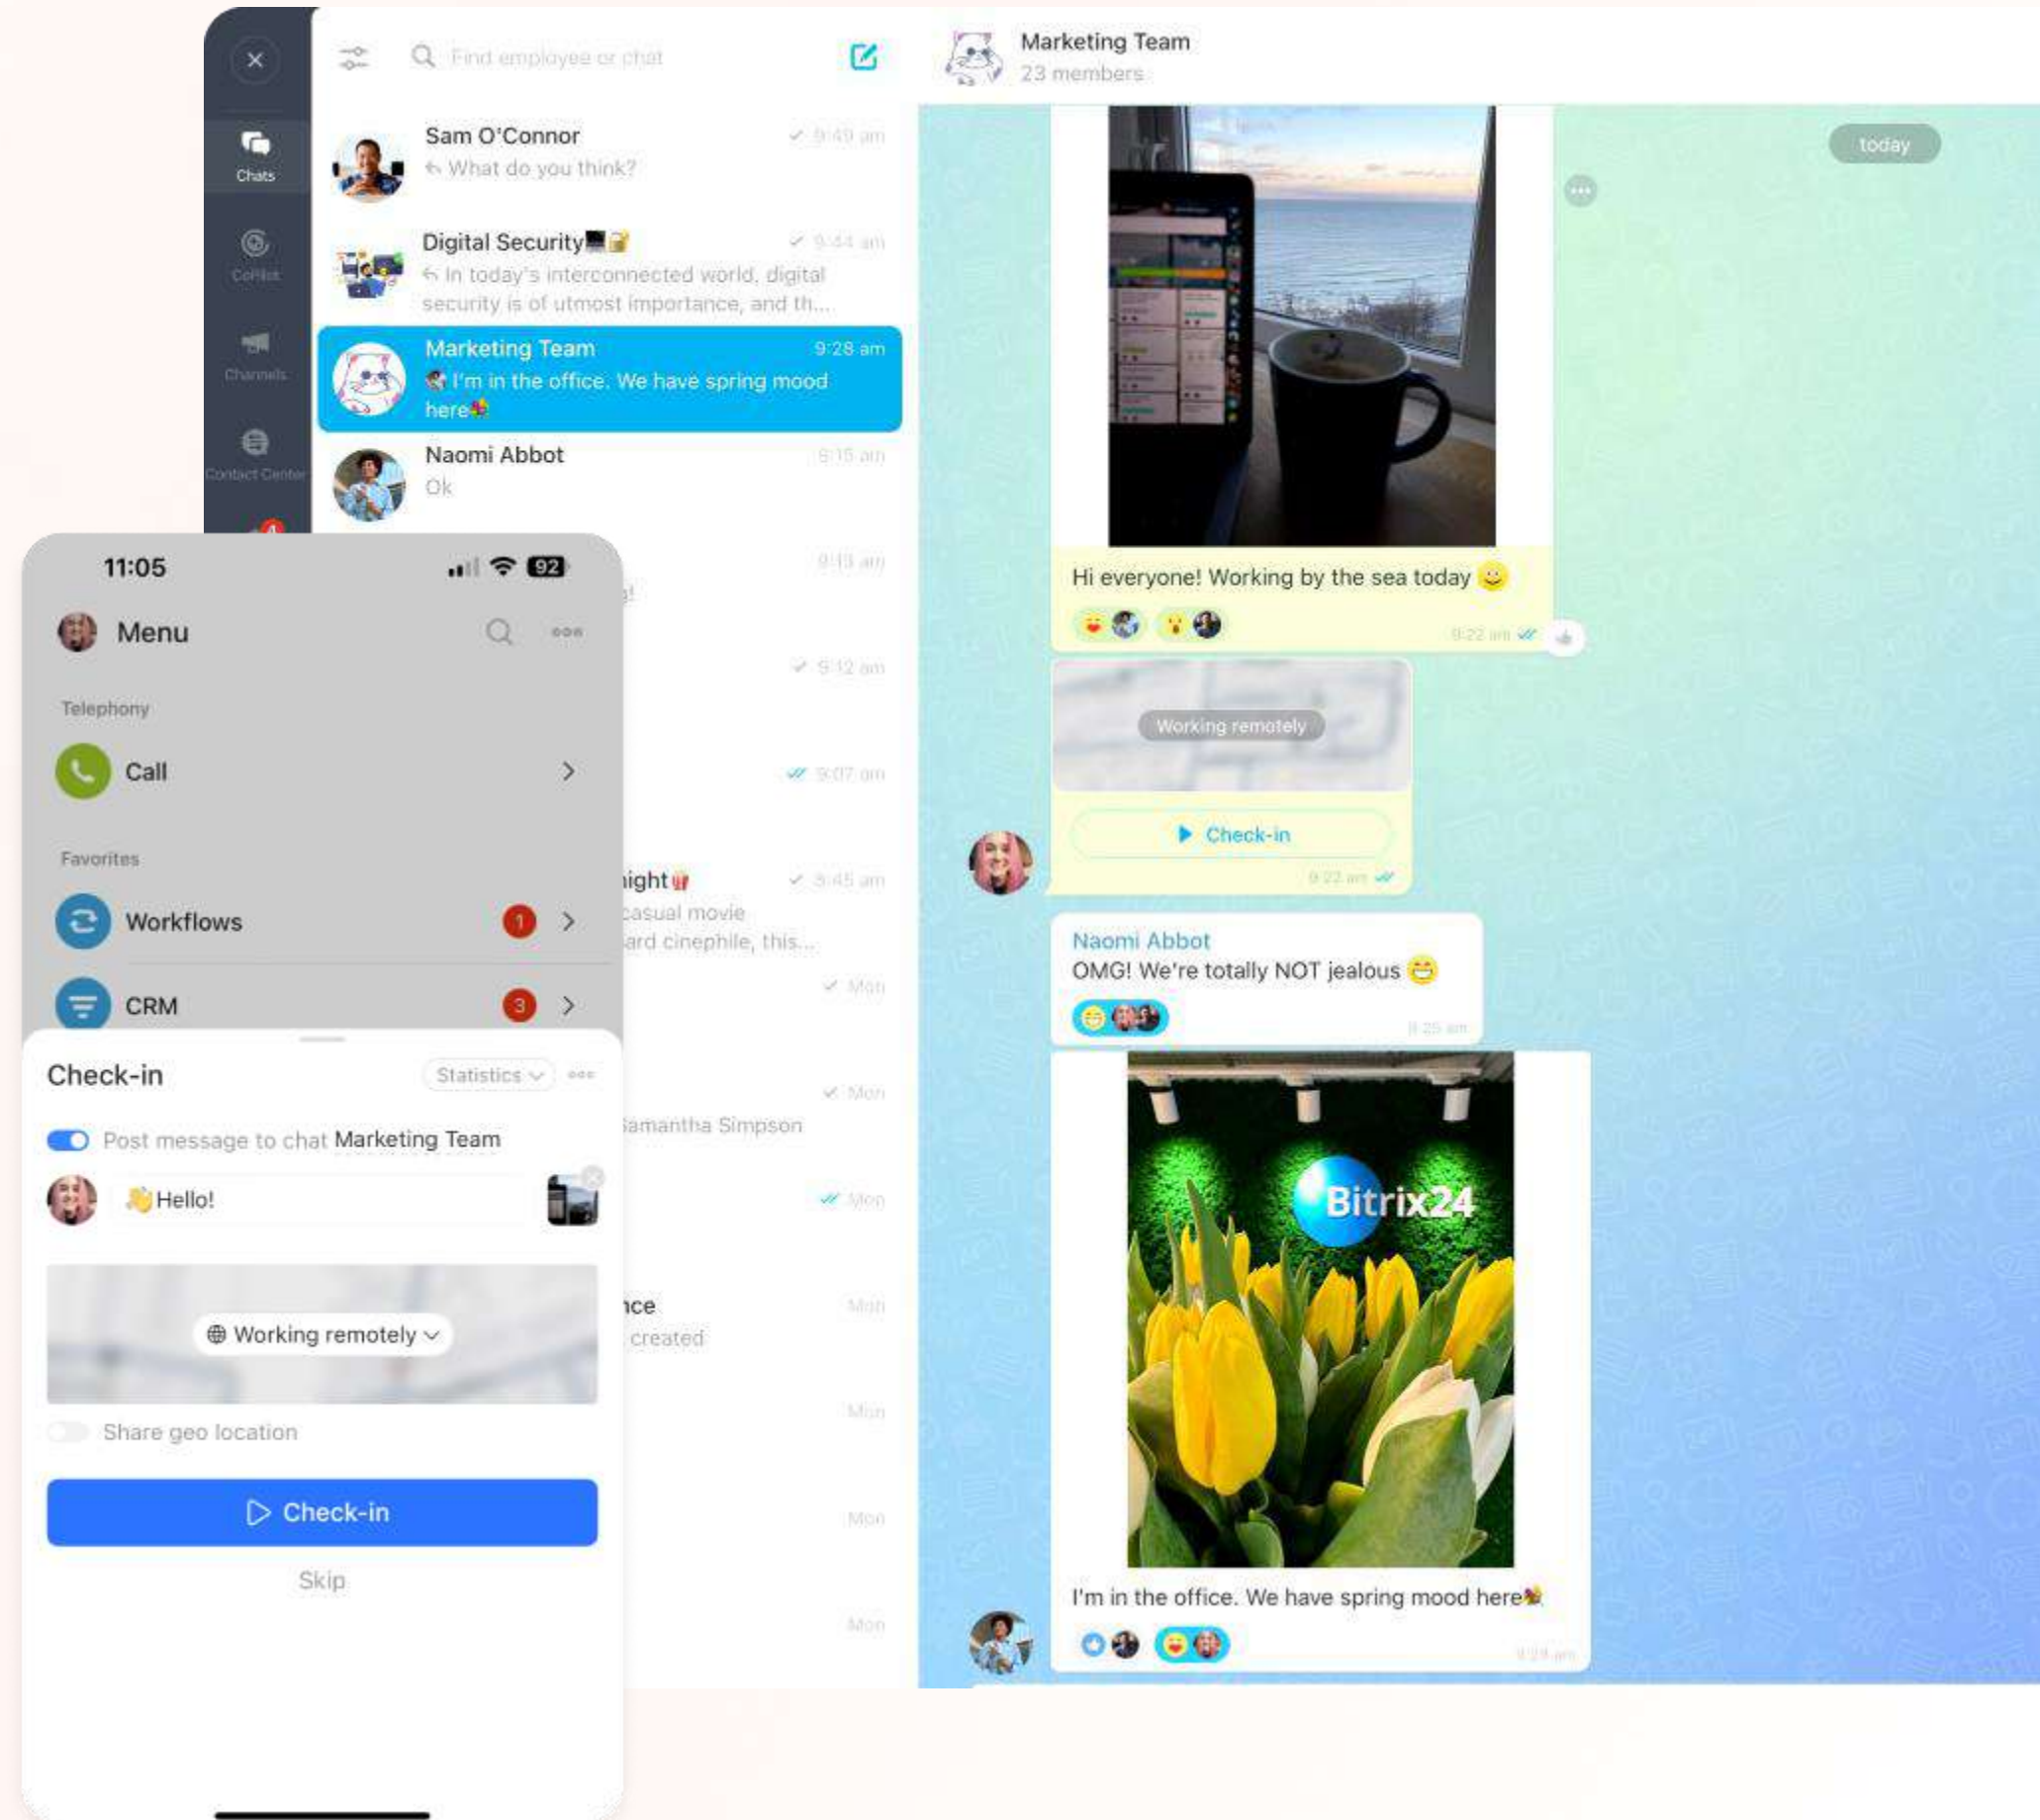 Find employee or chat
Chats
CoPilot
Channels
Contact Center
4
Sam O'Connor
9:49 am
What do you think?
Digital Security
9:44 am
In today's interconnected world, digital
security is of utmost importance, and th...
Marketing Team
9:28 am
I'm in the office. We have spring mood
here
Naomi Abbot
9:15 am
Ok
9:13 am
9:12 am
9:07 am
ight
8:45 am
casual movie
ard cinephile, this...
Mon
Mon
Samantha Simpson
Mon
nce
Mon
created
Mon
Mon
Mon
Marketing Team
23 members
today
Hi everyone! Working by the sea today
9:22 am
Working remotely
Check-in
9:22 am
Naomi Abbot
OMG! We're totally NOT jealous
9:25 am
Bitrix24
I'm in the office. We have spring mood here
11:05
92
Menu
Telephony
Call
Favorites
Workflows
1
CRM
3
Check-in
Statistics
Post message to chat Marketing Team
Hello!
Working remotely
Share geo location
Check-in
Skip